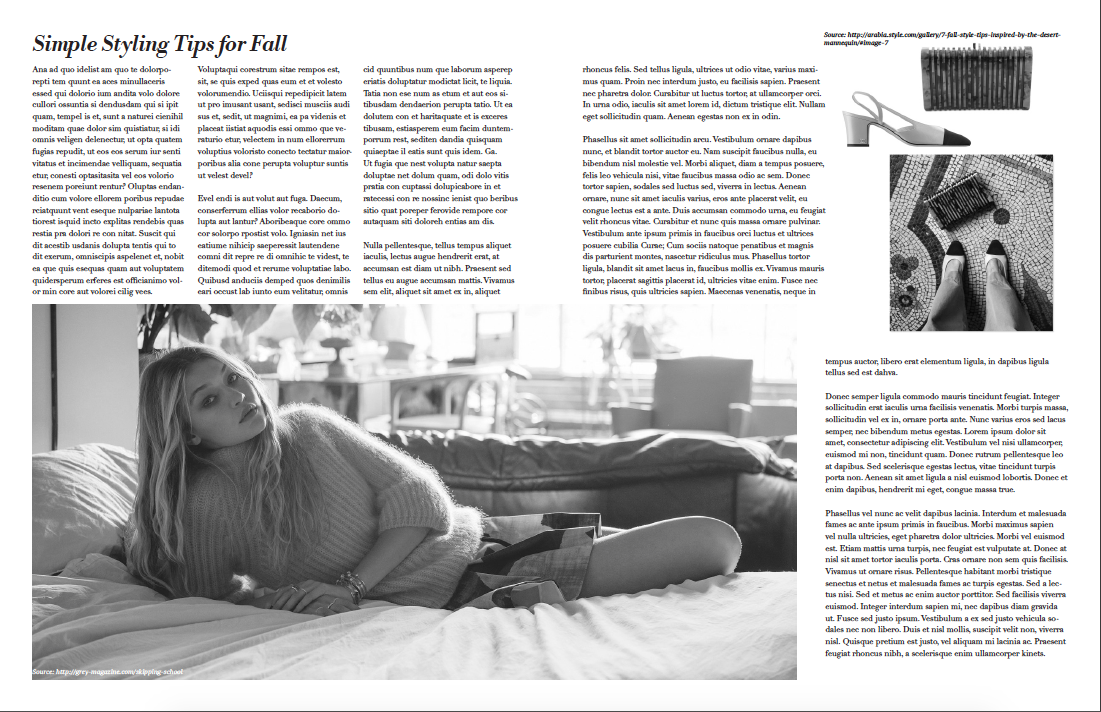 Simple Styling Tips for Fall
Ana ad quo idelist am quo te dolorpo-
repti tem quunt ea aces minullaceris
essed qui dolorio ium andita volo dolore
cullori ossuntia si dendusdam qui si ipit
quam, tempel is et, sunt a naturei cienihil
moditam quae dolor sim quistiatur, si idi
omnis veligen delenectur, ut opta quatem
fugias repudit, ut eos eos serum iur senti
vitatus et incimendae velliquam, sequatia
etur, conesti optasitasita vel eos volorio
resenem poreiunt rentur? Oluptas endan-
ditio cum volore ellorem poribus repudae
rciatquunt vent eseque nulpariae lantota
tiorest isquid incto explitas rendebis quas
restia pra dolori re con nitat. Suscit qui
dit acestib usdanis dolupta tentis qui to
dit exerum, omniscipis aspelenet et, nobit
ea que quis esequas quam aut voluptatem
quidersperum erferes est officianimo vol-
or min core aut volorei cilig vees.
Voluptaqui corestrum sitae rempos est,
sit, se quis exped quas eum et et volesto
volorumendio. Uciisqui repedipicit latem
ut pro imusant usant, sedisci musciis audi
sus et, sedit, ut magnimi, ea pa videnis et
placeat iistiat aquodis essi ommo que ve-
raturio etur, velectem in num ellorerrum
voluptius voloristo conecto tectatur maior-
poribus alia cone perupta voluptur suntis
ut velest devel?
Evel endi is aut volut aut fuga. Daecum,
conserferrum ellias volor recaborio do-
lupta aut lantur? Aboribeaque core ommo
cor solorpo rpostist volo. Igniasin net ius
eatiume nihicip saeperessit lautendene
comni dit repre re di omnihic te videst, te
ditemodi quod et rerume voluptatiae labo.
Quibusd anduciis demped quos denimilis
eari occust lab iunto eum velitatur, omnis
cid quuntibus num que laborum asperep
eriatis doluptatur modictat licit, te liquia.
Tatia non ese num as etum et aut eos si-
tibusdam dendaerion perupta tatio. Ut ea
dolutem con et haritaquate et is exceres
tibusam, estiasperem eum facim duntem-
porrum rest, sediten dandia quisquam
quiaeptae il eatis sunt quis idem. Ga.
Ut fugia que nest volupta natur saepta
doluptae net dolum quam, odi dolo vitis
pratia con cuptassi dolupicabore in et
ratecessi con re nossinc ienist quo beribus
sitio quat poreper ferovide rempore cor
autaquam siti doloreh entias am dis.
Nulla pellentesque, tellus tempus aliquet
iaculis, lectus augue hendrerit erat, at
accumsan est diam ut nibh. Praesent sed
tellus eu augue accumsan mattis. Vivamus
sem elit, aliquet sit amet ex in, aliquet
rhoncus felis. Sed tellus ligula, ultrices ut odio vitae, varius maxi-
mus quam. Proin nec interdum justo, eu facilisis sapien. Praesent
nec pharetra dolor. Curabitur ut luctus tortor, at ullamcorper orci.
In urna odio, iaculis sit amet lorem id, dictum tristique elit. Nullam
eget sollicitudin quam. Aenean egestas non ex in odin.
Phasellus sit amet sollicitudin arcu. Vestibulum ornare dapibus
nunc, et blandit tortor auctor eu. Nam suscipit faucibus nulla, eu
bibendum nisl molestie vel. Morbi aliquet, diam a tempus posuere,
felis leo vehicula nisi, vitae faucibus massa odio ac sem. Donec
tortor sapien, sodales sed luctus sed, viverra in lectus. Aenean
ornare, nunc sit amet iaculis varius, eros ante placerat velit, eu
congue lectus est a ante. Duis accumsan commodo urna, eu feugiat
velit rhoncus vitae. Curabitur et nunc quis massa ornare pulvinar.
Vestibulum ante ipsum primis in faucibus orci luctus et ultrices
posuere cubilia Curae; Cum sociis natoque penatibus et magnis
dis parturient montes, nascetur ridiculus mus. Phasellus tortor
ligula, blandit sit amet lacus in, faucibus mollis ex. Vivamus mauris
tortor, placerat sagittis placerat id, ultricies vitae enim. Fusce nec
finibus risus, quis ultricies sapien. Maecenas venenatis, neque in
Source: http://arabia.style.com/gallery/7-fall-style-tips-inspired-by-the-desert-
mannequin/#image-7
tempus auctor, libero erat elementum ligula, in dapibus ligula
tellus sed est dahva.
Donec semper ligula commodo mauris tincidunt feugiat. Integer
sollicitudin erat iaculis urna facilisis venenatis. Morbi turpis massa,
sollicitudin vel ex in, ornare porta ante. Nunc varius eros sed lacus
semper, nec bibendum metus egestas. Lorem ipsum dolor sit
amet, consectetur adipiscing elit. Vestibulum vel nisi ullamcorper,
euismod mi non, tincidunt quam. Donec rutrum pellentesque leo
at dapibus. Sed scelerisque egestas lectus, vitae tincidunt turpis
porta non. Aenean sit amet ligula a nisl euismod lobortis. Donec et
enim dapibus, hendrerit mi eget, congue massa true.
Phasellus vel nunc ac velit dapibus lacinia. Interdum et malesuada
fames ac ante ipsum primis in faucibus. Morbi maximus sapien
vel nulla ultricies, eget pharetra dolor ultricies. Morbi vel euismod
est. Etiam mattis urna turpis, nec feugiat est vulputate at. Donec at
nisl sit amet tortor iaculis porta. Cras ornare non sem quis facilisis.
Vivamus ut ornare risus. Pellentesque habitant morbi tristique
senectus et netus et malesuada fames ac turpis egestas. Sed a lec-
tus nisi. Sed et metus ac enim auctor porttitor. Sed facilisis viverra
euismod. Integer interdum sapien mi, nec dapibus diam gravida
ut. Fusce sed justo ipsum. Vestibulum a ex sed justo vehicula so-
dales nec non libero. Duis et nisl mollis, suscipit velit non, viverra
nisl. Quisque pretium est justo, vel aliquam mi lacinia ac. Praesent
feugiat rhoncus nibh, a scelerisque enim ullamcorper kinets.
Source: http://grey-magazine.com/skipping-school